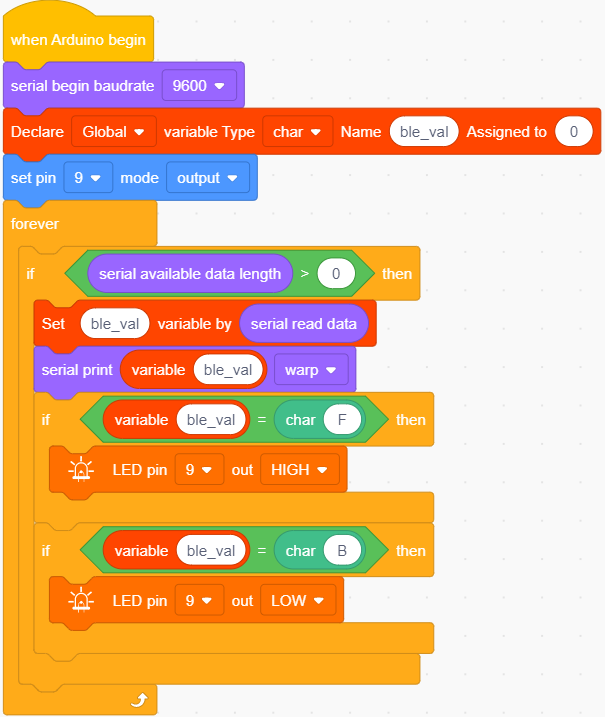 when Arduino begin
serial begin baudrate 9600
Declare Global variable Type char Name ble_val Assigned to 0
set pin 9 mode output
forever
if serial available data length > 0 then
Set ble_val variable by serial read data
serial print variable ble_val warp
if variable ble_val = char F then
LED pin 9 out HIGH
if variable ble_val = char B then
LED pin 9 out LOW